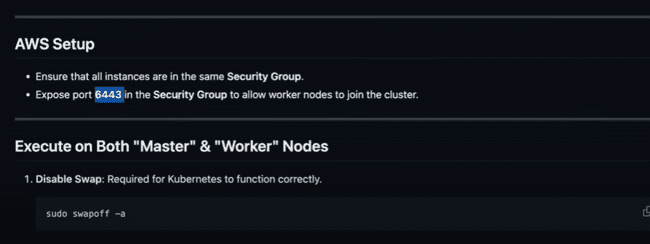 AWS Setup
Ensure that all instances are in the same Security Group.
Expose port 6443 in the Security Group to allow worker nodes to join the cluster.
Execute on Both "Master" & "Worker" Nodes
1. Disable Swap: Required for Kubernetes to function correctly.
sudo swapoff -a